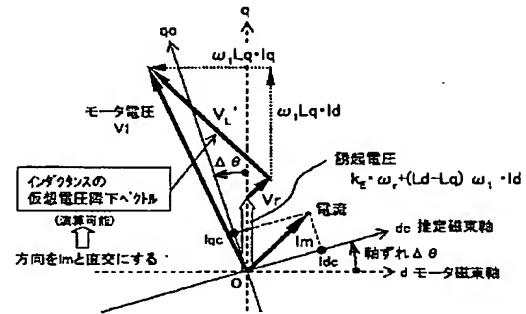 qc
q
ω₁Lq・Iq
モータ電圧
V1
V_L'
ω₁Lq・Id
Δθ
誘起電圧
k_E・ω_r+(Ld-Lq) ω₁・Id
インダクタンスの
仮想電圧降下ベクトル
(演算可能)
方向をImと直交にする
Vr
電流
Iqc
Im
Idc
dc 推定磁束軸
軸ずれ Δθ
O
d モータ磁束軸